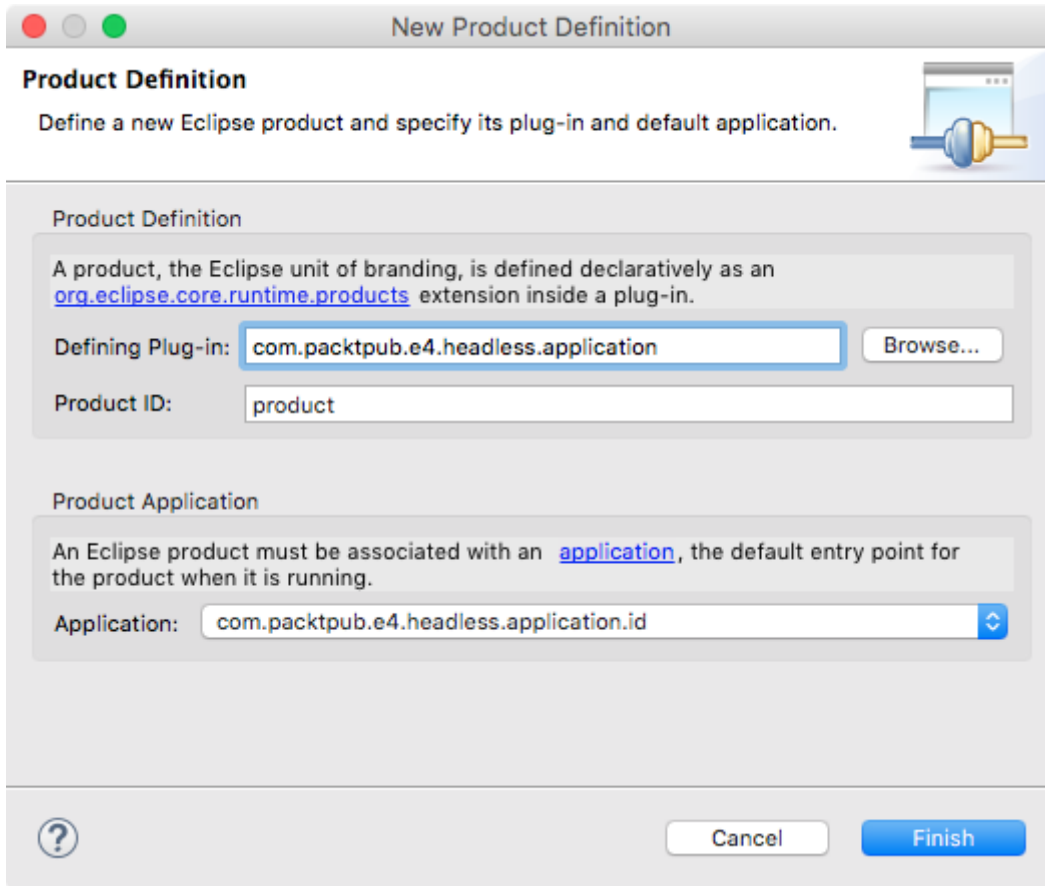 New Product Definition
Product Definition
Define a new Eclipse product and specify its plug-in and default application.
Product Definition
A product, the Eclipse unit of branding, is defined declaratively as an
org.eclipse.core.runtime.products extension inside a plug-in.
Defining Plug-in: com.packtpub.e4.headless.application Browse...
Product ID: product
Product Application
An Eclipse product must be associated with an application, the default entry point for
the product when it is running.
Application: com.packtpub.e4.headless.application.id
? Cancel Finish